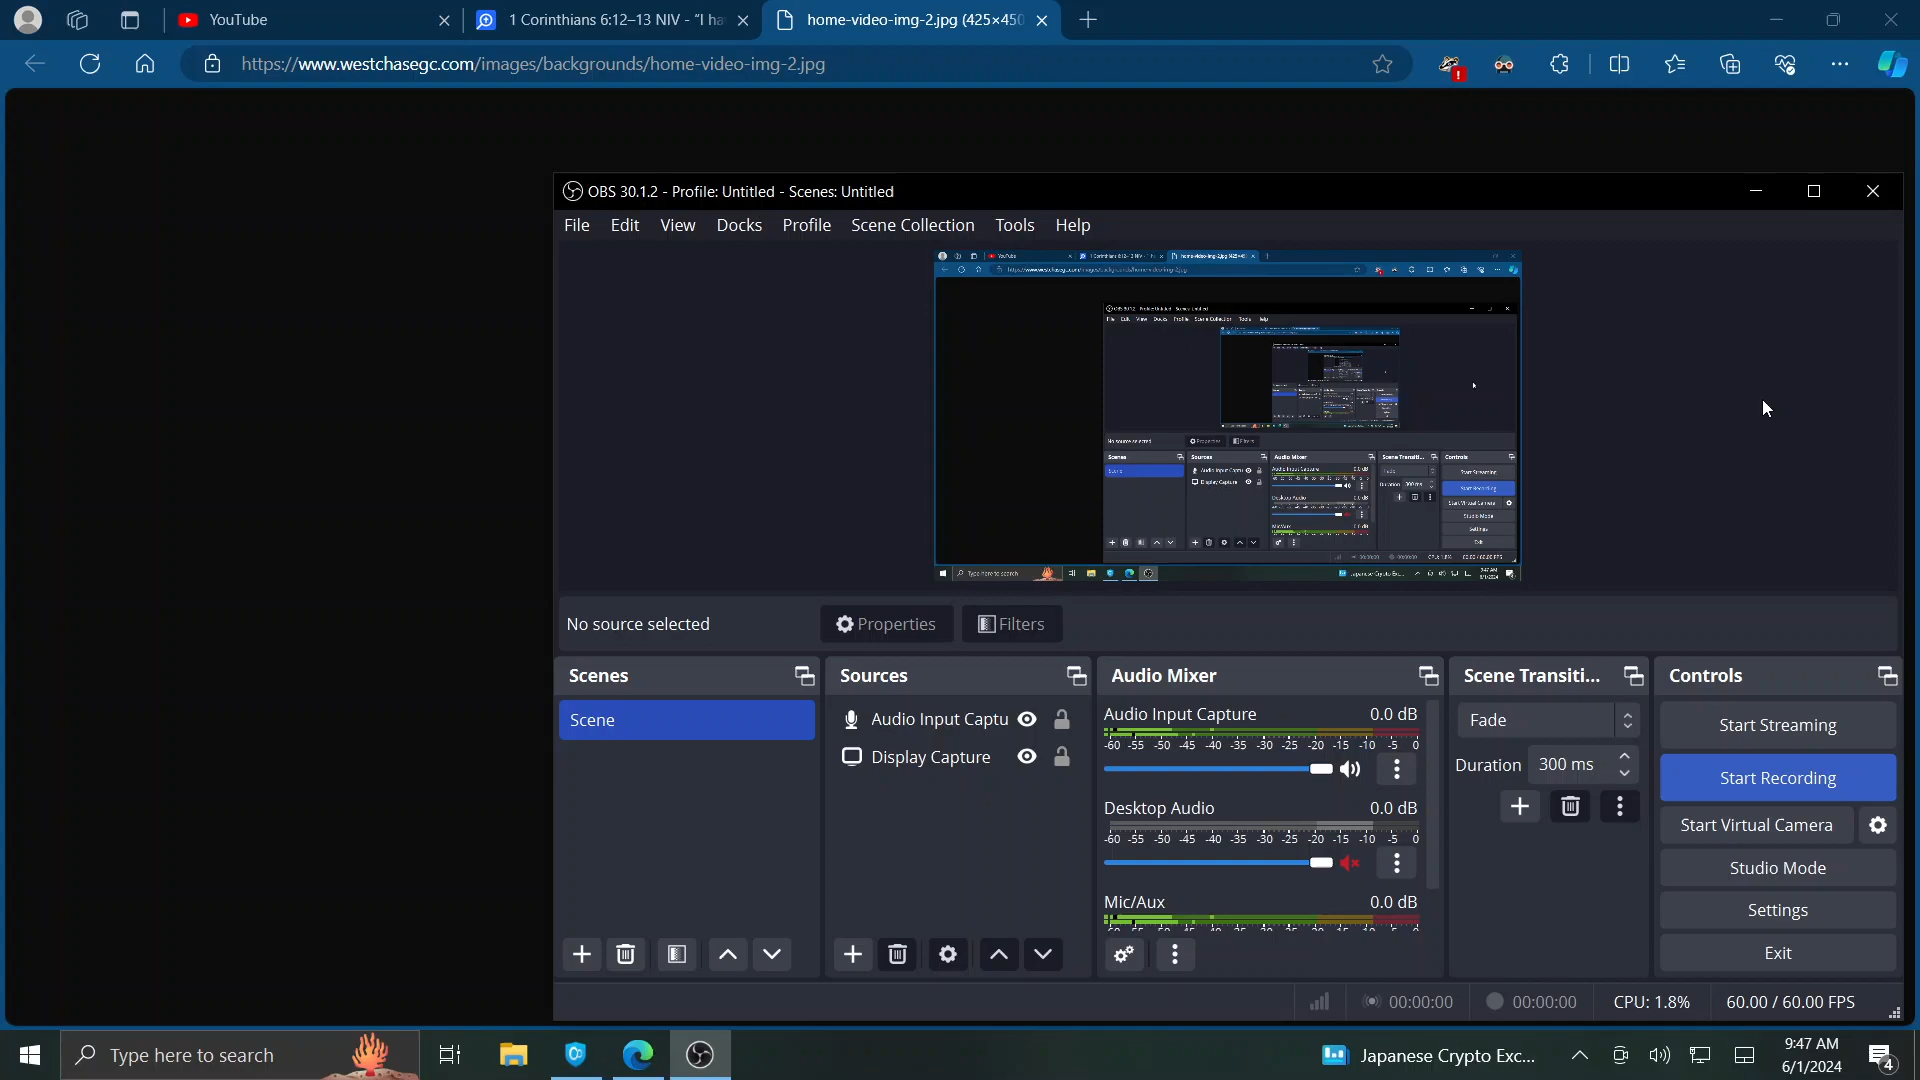 YouTube
1 Corinthians 6:12–13 NIV - “I ha
home-video-img-2.jpg (425×450
https://www.westchasegc.com/images/backgrounds/home-video-img-2.jpg
OBS 30.1.2 - Profile: Untitled - Scenes: Untitled
File Edit View Docks Profile Scene Collection Tools Help
No source selected
Properties
Filters
Scenes
Sources
Audio Mixer
Scene Transiti...
Controls
Scene
Audio Input Captu
Display Capture
Audio Input Capture 0.0 dB
-60 -55 -50 -45 -40 -35 -30 -25 -20 -15 -10 -5 0
Desktop Audio 0.0 dB
-60 -55 -50 -45 -40 -35 -30 -25 -20 -15 -10 -5 0
Mic/Aux 0.0 dB
Fade
Duration 300 ms
Start Streaming
Start Recording
Start Virtual Camera
Studio Mode
Settings
Exit
00:00:00
00:00:00
CPU: 1.8%
60.00 / 60.00 FPS
Type here to search
Japanese Crypto Exc...
9:47 AM
6/1/2024
4